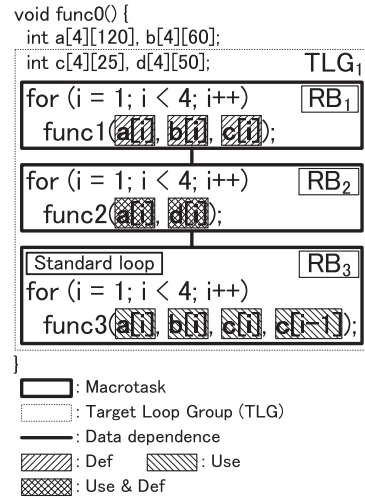 void func0() {
int a[4][120], b[4][60];
int c[4][25], d[4][50];
TLG1
for (i = 1; i < 4; i++)
RB1
func1(a[i], b[i], c[i]);
for (i = 1; i < 4; i++)
RB2
func2(a[i], d[i]);
Standard loop
RB3
for (i = 1; i < 4; i++)
func3(a[i], b[i], c[i], c[i-1]);
}
: Macrotask
: Target Loop Group (TLG)
: Data dependence
: Def : Use
: Use & Def